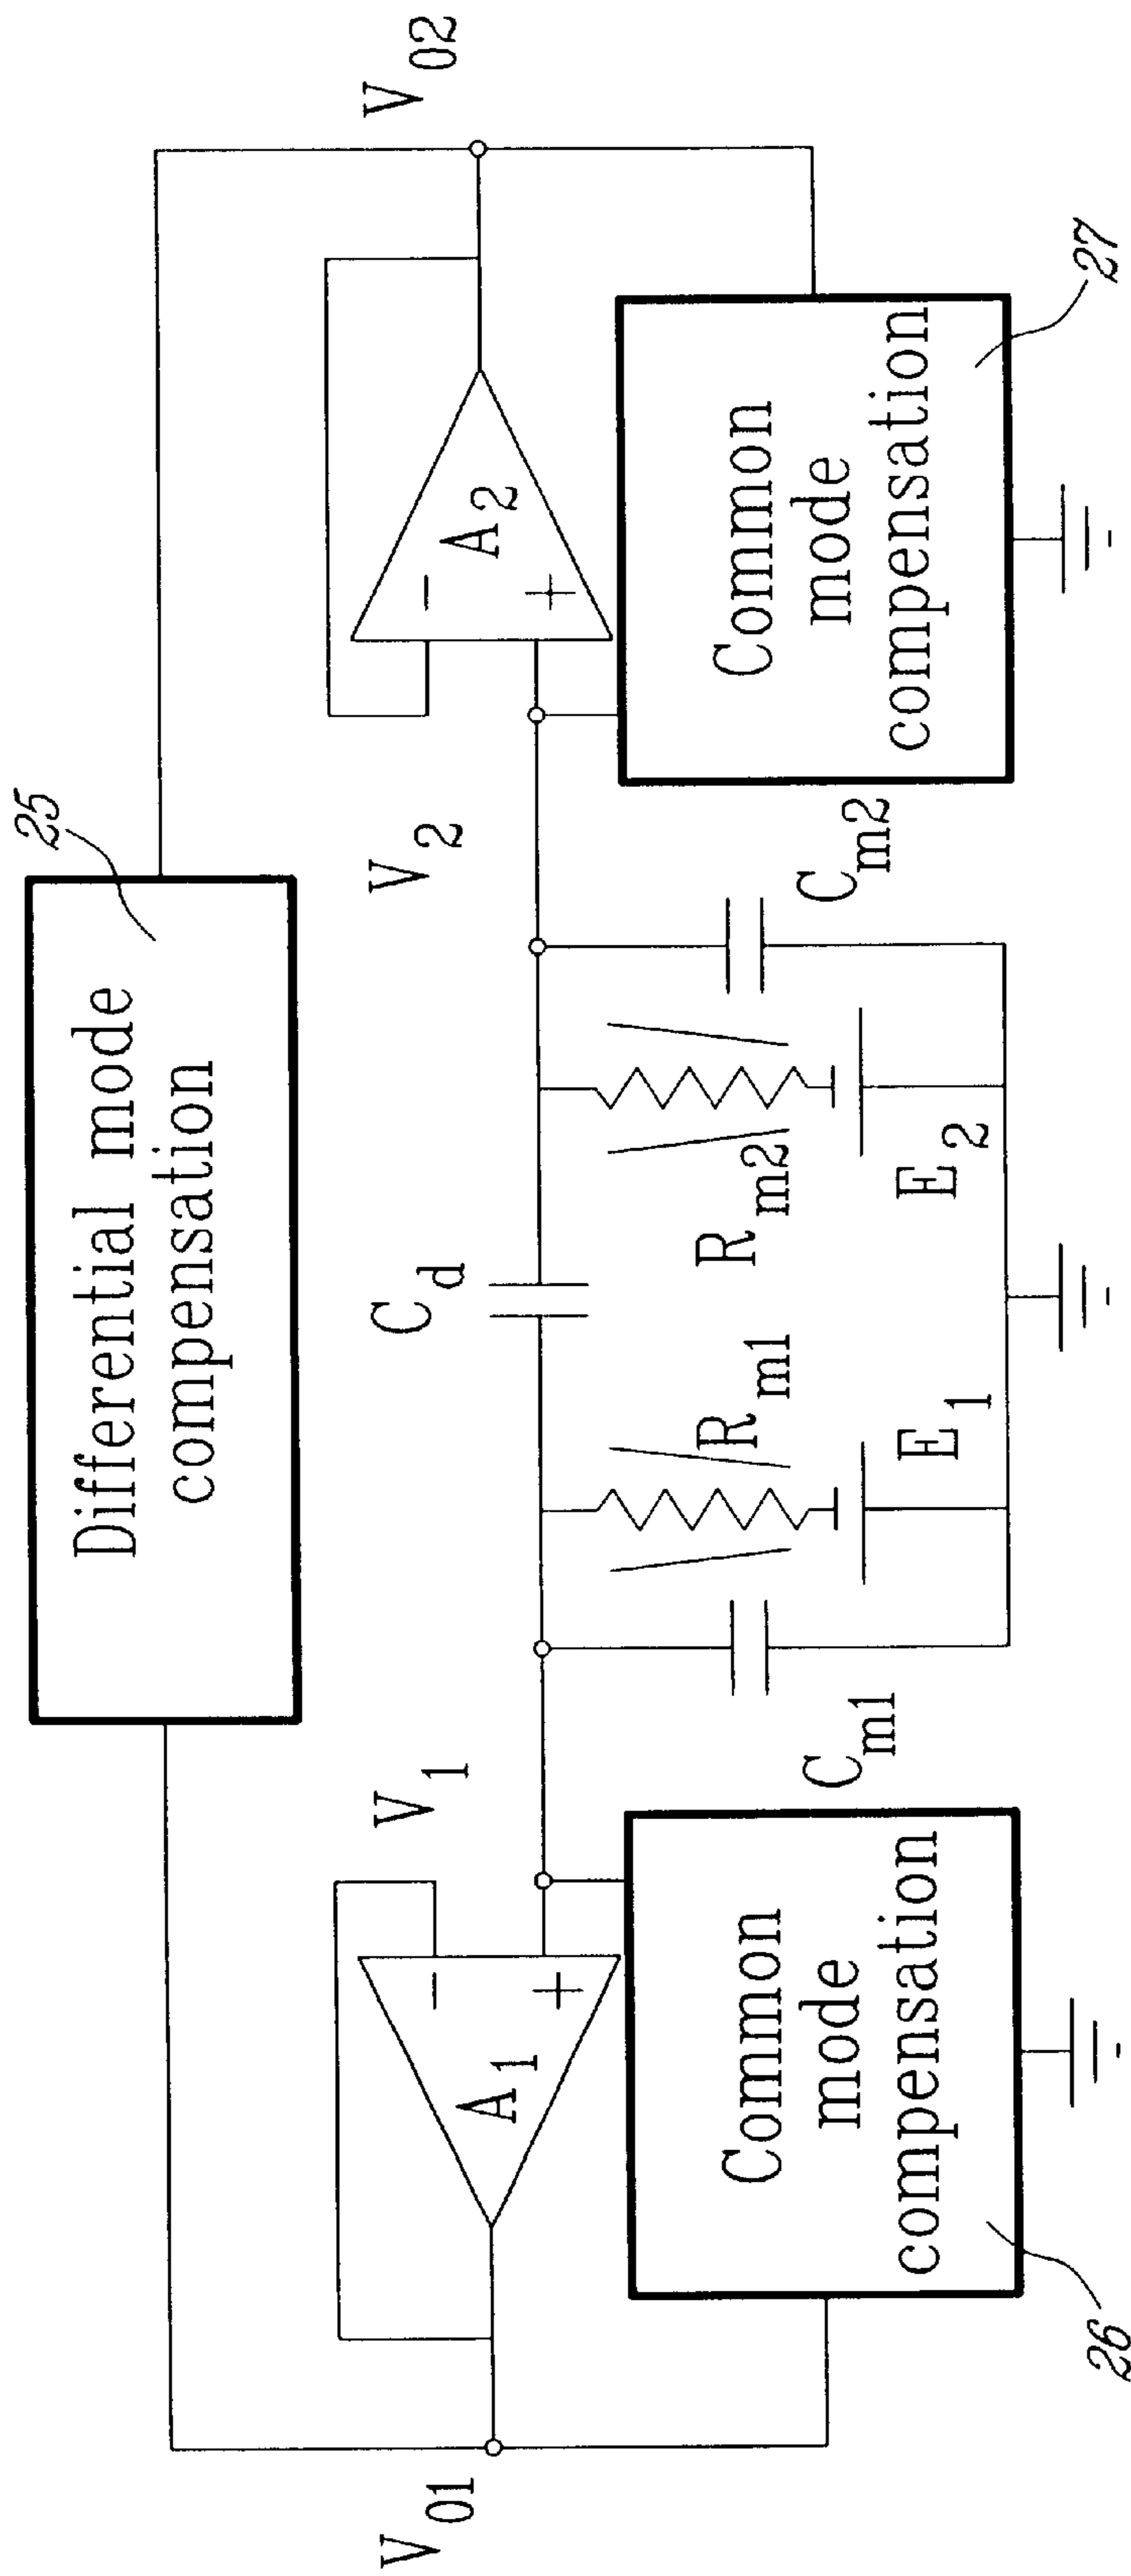 25
Differential mode
compensation
V01
V1
Cd
V2
V02
A1
-
+
A2
-
+
Rm1
Rm2
E1
E2
Cm1
Cm2
Common
mode
compensation
26
Common
mode
compensation
27